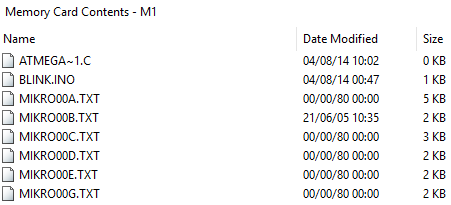 Memory Card Contents - M1
Name Date Modified Size
ATMEGA~1.C 04/08/14 10:02 0 KB
BLINK.INO 04/08/14 00:47 1 KB
MIKRO00A.TXT 00/00/80 00:00 5 KB
MIKRO00B.TXT 21/06/05 10:35 2 KB
MIKRO00C.TXT 00/00/80 00:00 3 KB
MIKRO00D.TXT 00/00/80 00:00 2 KB
MIKRO00E.TXT 00/00/80 00:00 2 KB
MIKRO00G.TXT 00/00/80 00:00 2 KB